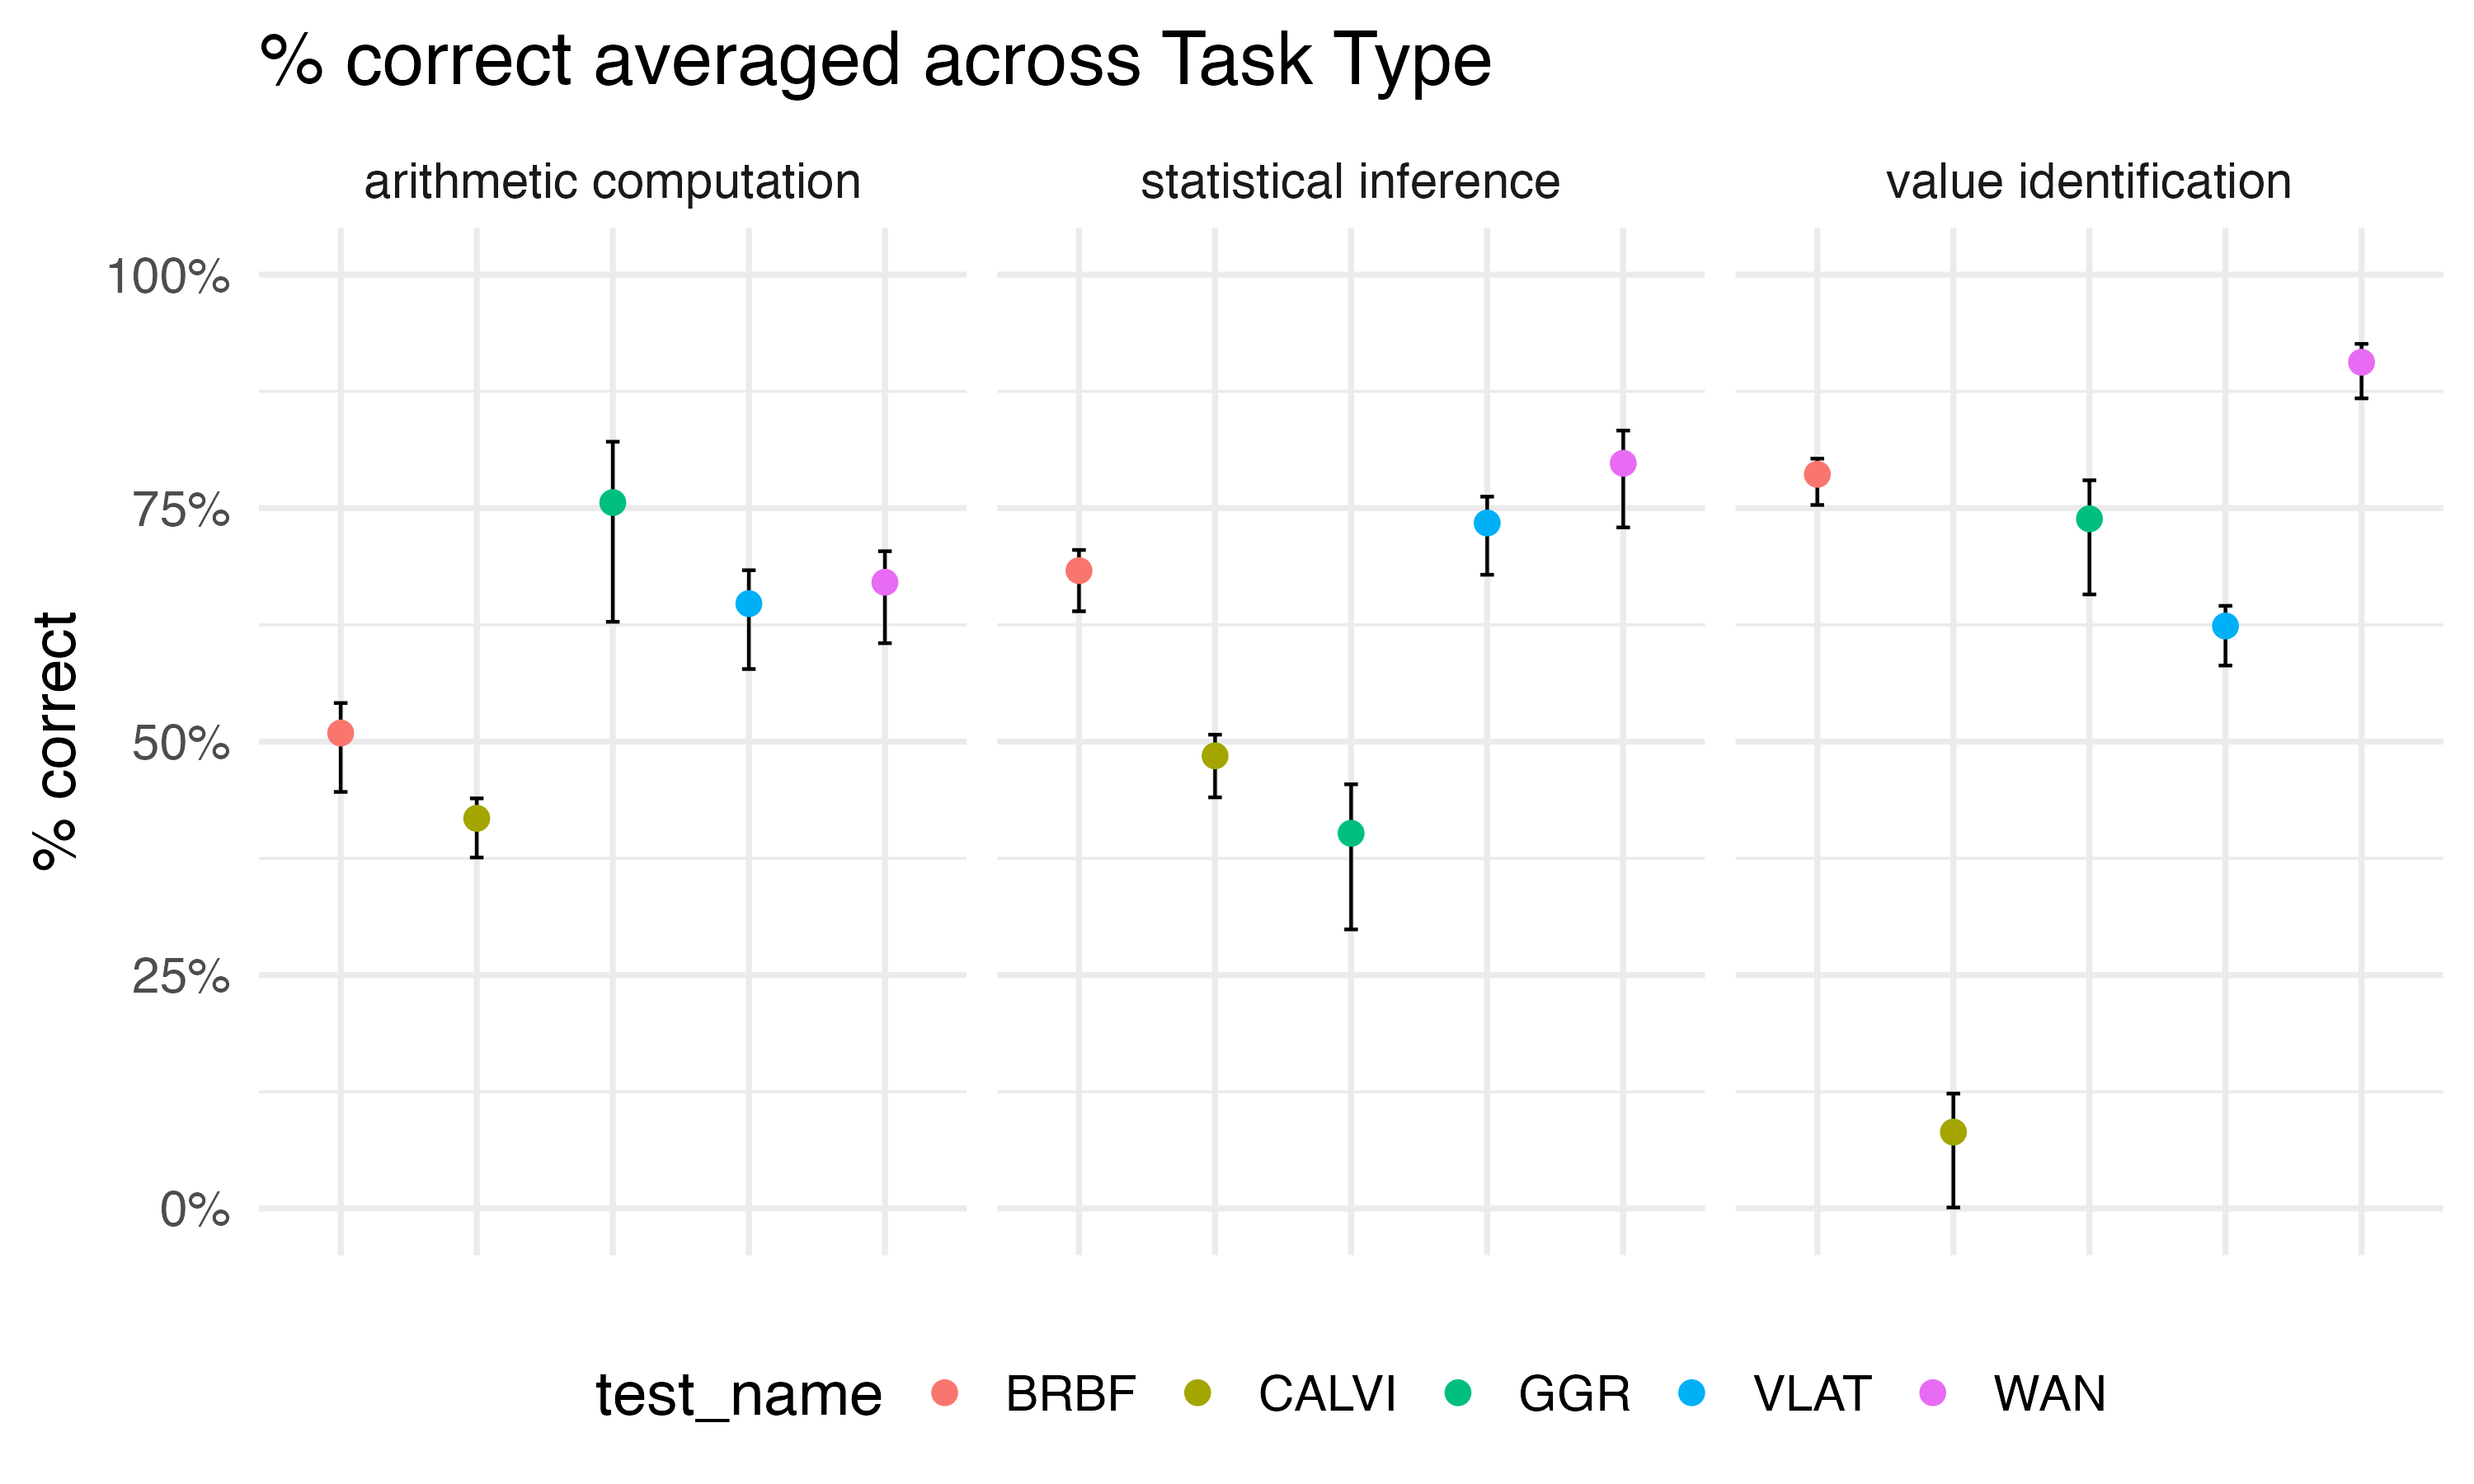 % correct averaged across Task Type
arithmetic computation
statistical inference
value identification
100%
75%
50%
25%
0%
% correct
test_name BRBF CALVI GGR VLAT WAN